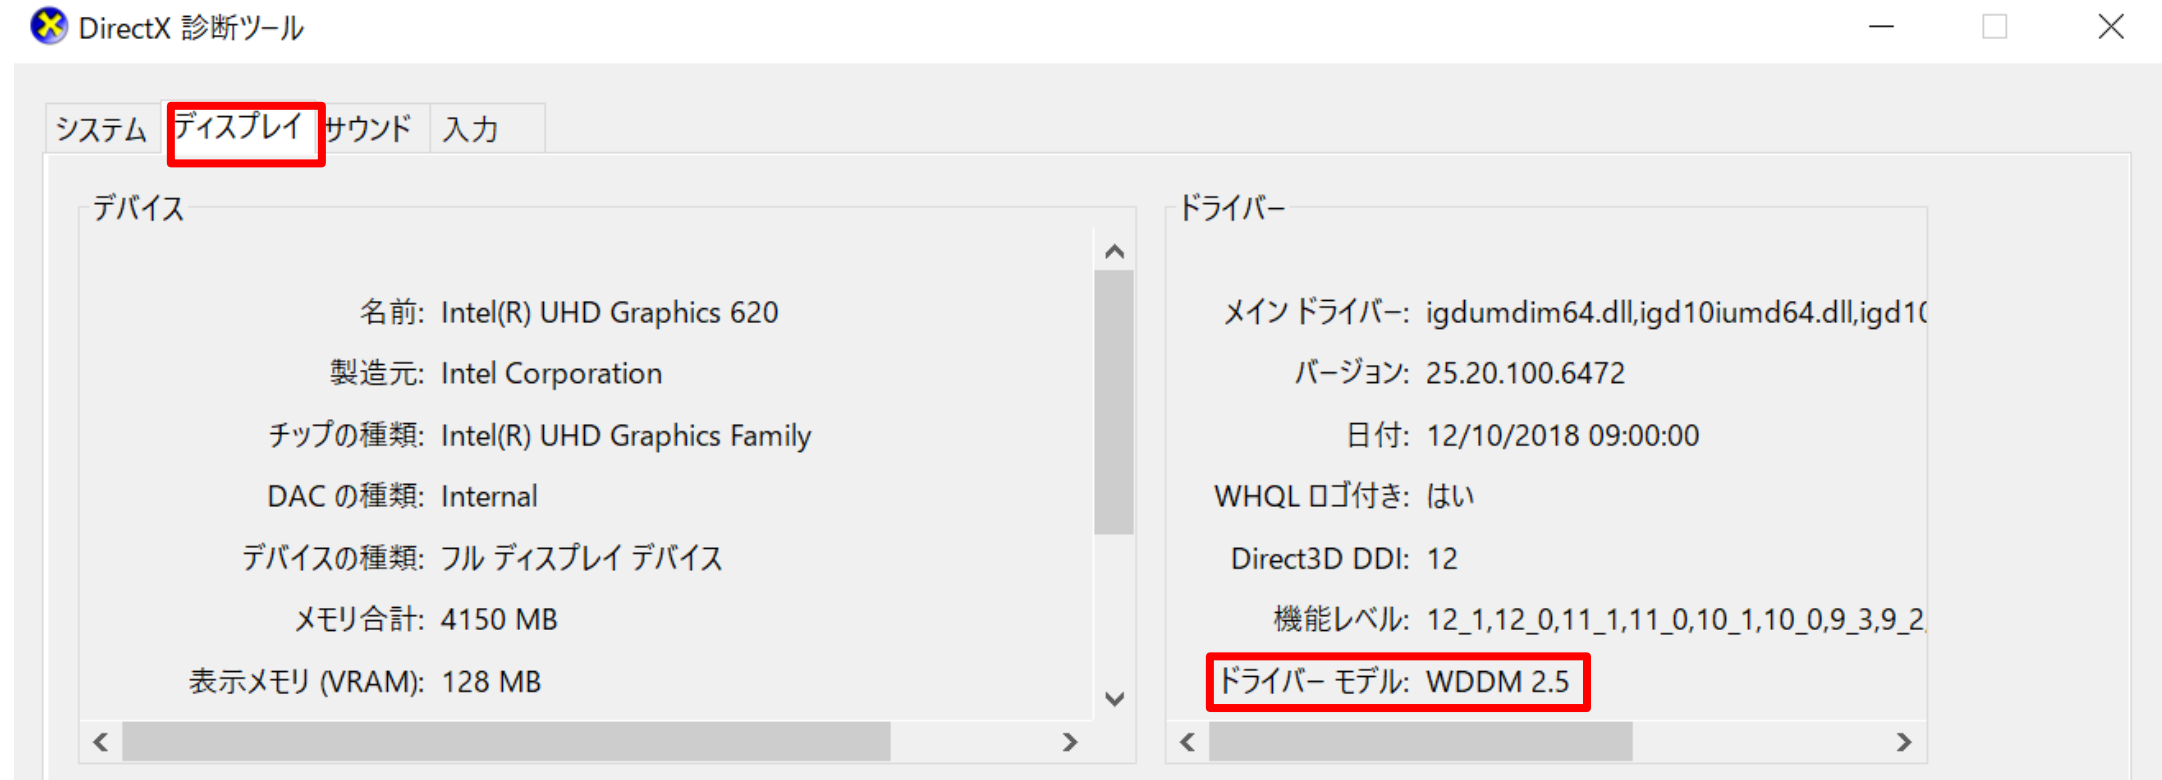 DirectX 診断ツール
システム ディスプレイ サウンド 入力
デバイス
名前: Intel(R) UHD Graphics 620
製造元: Intel Corporation
チップの種類: Intel(R) UHD Graphics Family
DAC の種類: Internal
デバイスの種類: フル ディスプレイ デバイス
メモリ合計: 4150 MB
表示メモリ (VRAM): 128 MB
ドライバー
メイン ドライバー: igdumdim64.dll,igd10iumd64.dll,igd10
バージョン: 25.20.100.6472
日付: 12/10/2018 09:00:00
WHQL ロゴ付き: はい
Direct3D DDI: 12
機能レベル: 12_1,12_0,11_1,11_0,10_1,10_0,9_3,9_2,
ドライバー モデル: WDDM 2.5